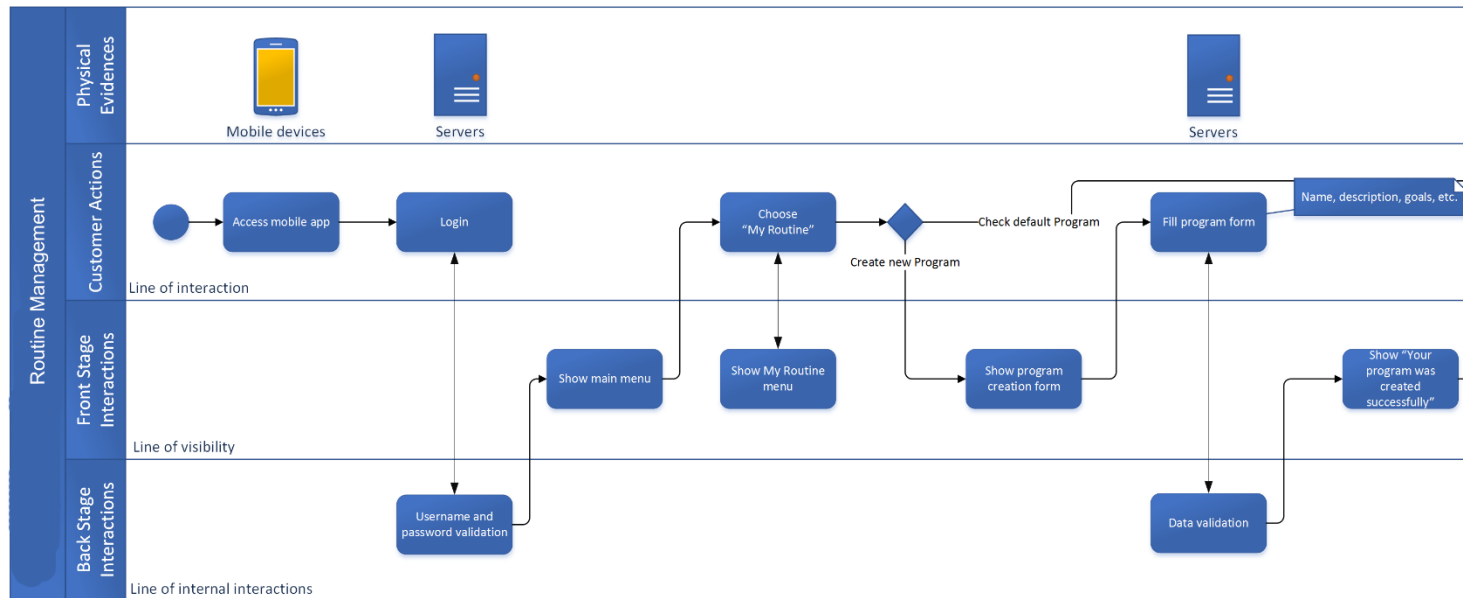 Routine Management
Physical
Evidences
Mobile devices
Servers
Servers
Customer Actions
Access mobile app
Login
Choose
“My Routine”
Check default Program
Create new Program
Fill program form
Name, description, goals, etc.
Line of interaction
Front Stage
Interactions
Show main menu
Show My Routine
menu
Show program
creation form
Show “Your
program was
created
successfully”
Line of visibility
Back Stage
Interactions
Username and
password validation
Data validation
Line of internal interactions